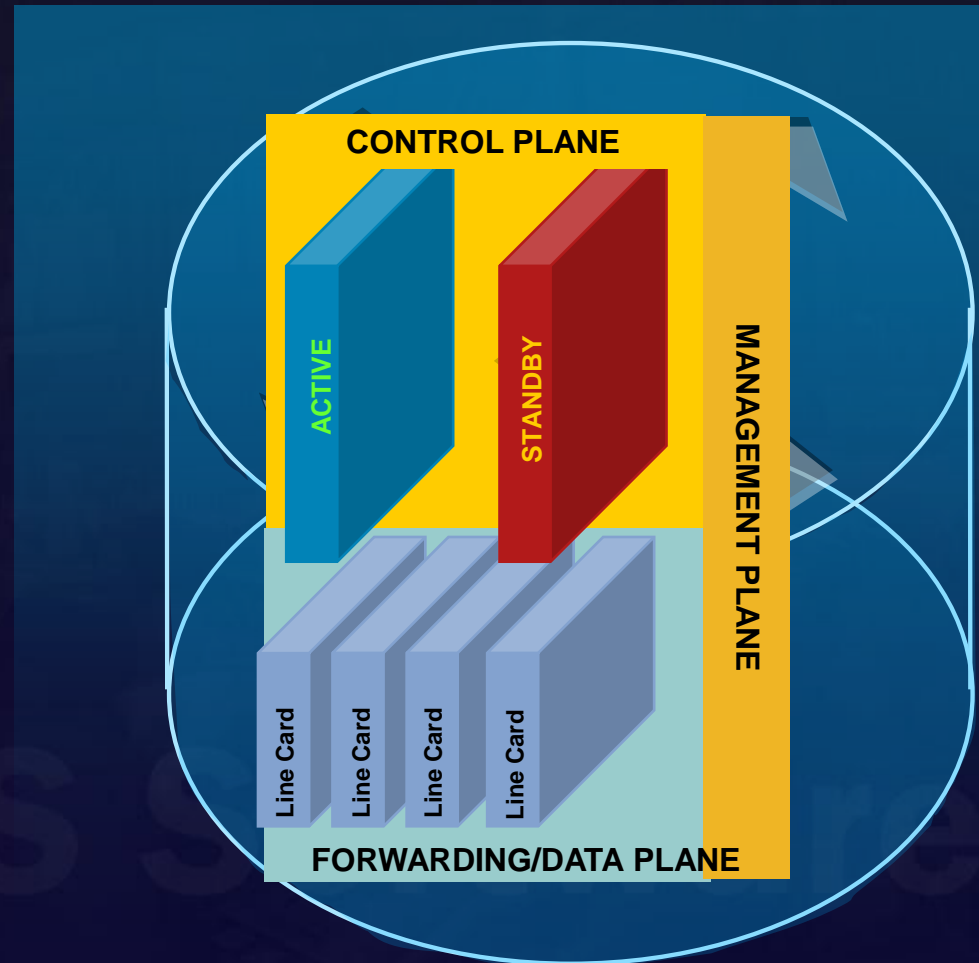 CONTROL PLANE
ACTIVE
STANDBY
MANAGEMENT PLANE
Line Card
Line Card
Line Card
Line Card
FORWARDING/DATA PLANE